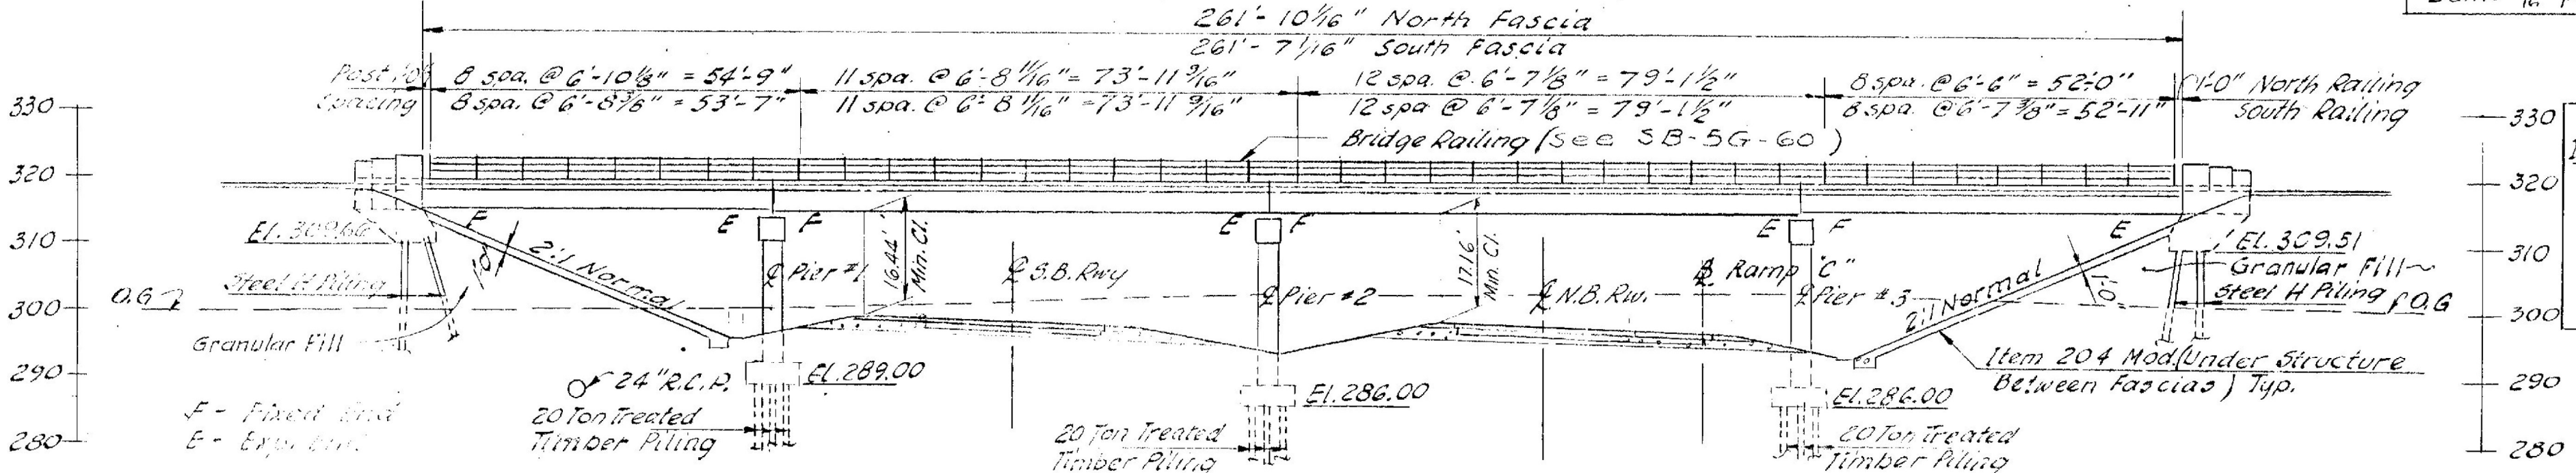 261'- 10 1/16" North Fascia
261'- 7 1/16" South Fascia
Post
Spacing
8 spa. @ 6'-10 1/8" = 54'-9"
11 spa. @ 6'-8 11/16" = 73'-11 9/16"
12 spa. @ 6'-7 1/8" = 79'-1 1/2"
8 spa. @ 6'-6" = 52'-0"
1'-0" North Railing
8 spa. @ 6'-8 3/8" = 53'-7"
11 spa. @ 6'-8 11/16" = 73'-11 9/16"
12 spa @ 6'-7 1/8" = 79'-1 1/2"
8 spa. @ 6'-7 3/8" = 52'-11"
South Railing
Bridge Railing (See SB-5G-60)
330
320
310
300
290
280
330
320
310
300
290
280
F
E F
E F
E F
E
El. 309.66
1'-0"
2:1 Normal
Steel H Piling
O.G
Granular Fill
℄ Pier #1
16.44'
Min. Cl.
℄ S.B. Rwy
℄ Pier #2
17.16'
Min. Cl.
℄ N.B. Rw.
Ramp "C"
℄ Pier #3
2:1 Normal
1'-0"
El. 309.51
Granular Fill
Steel H Piling
O.G
24" R.C.P.
El. 289.00
El. 286.00
El. 286.00
Item 204 Mod. (Under Structure
Between Fascias) Typ.
F - Fixed End
E - Exp. End.
20 Ton Treated
Timber Piling
20 Ton Treated
Timber Piling
20 Ton Treated
Timber Piling